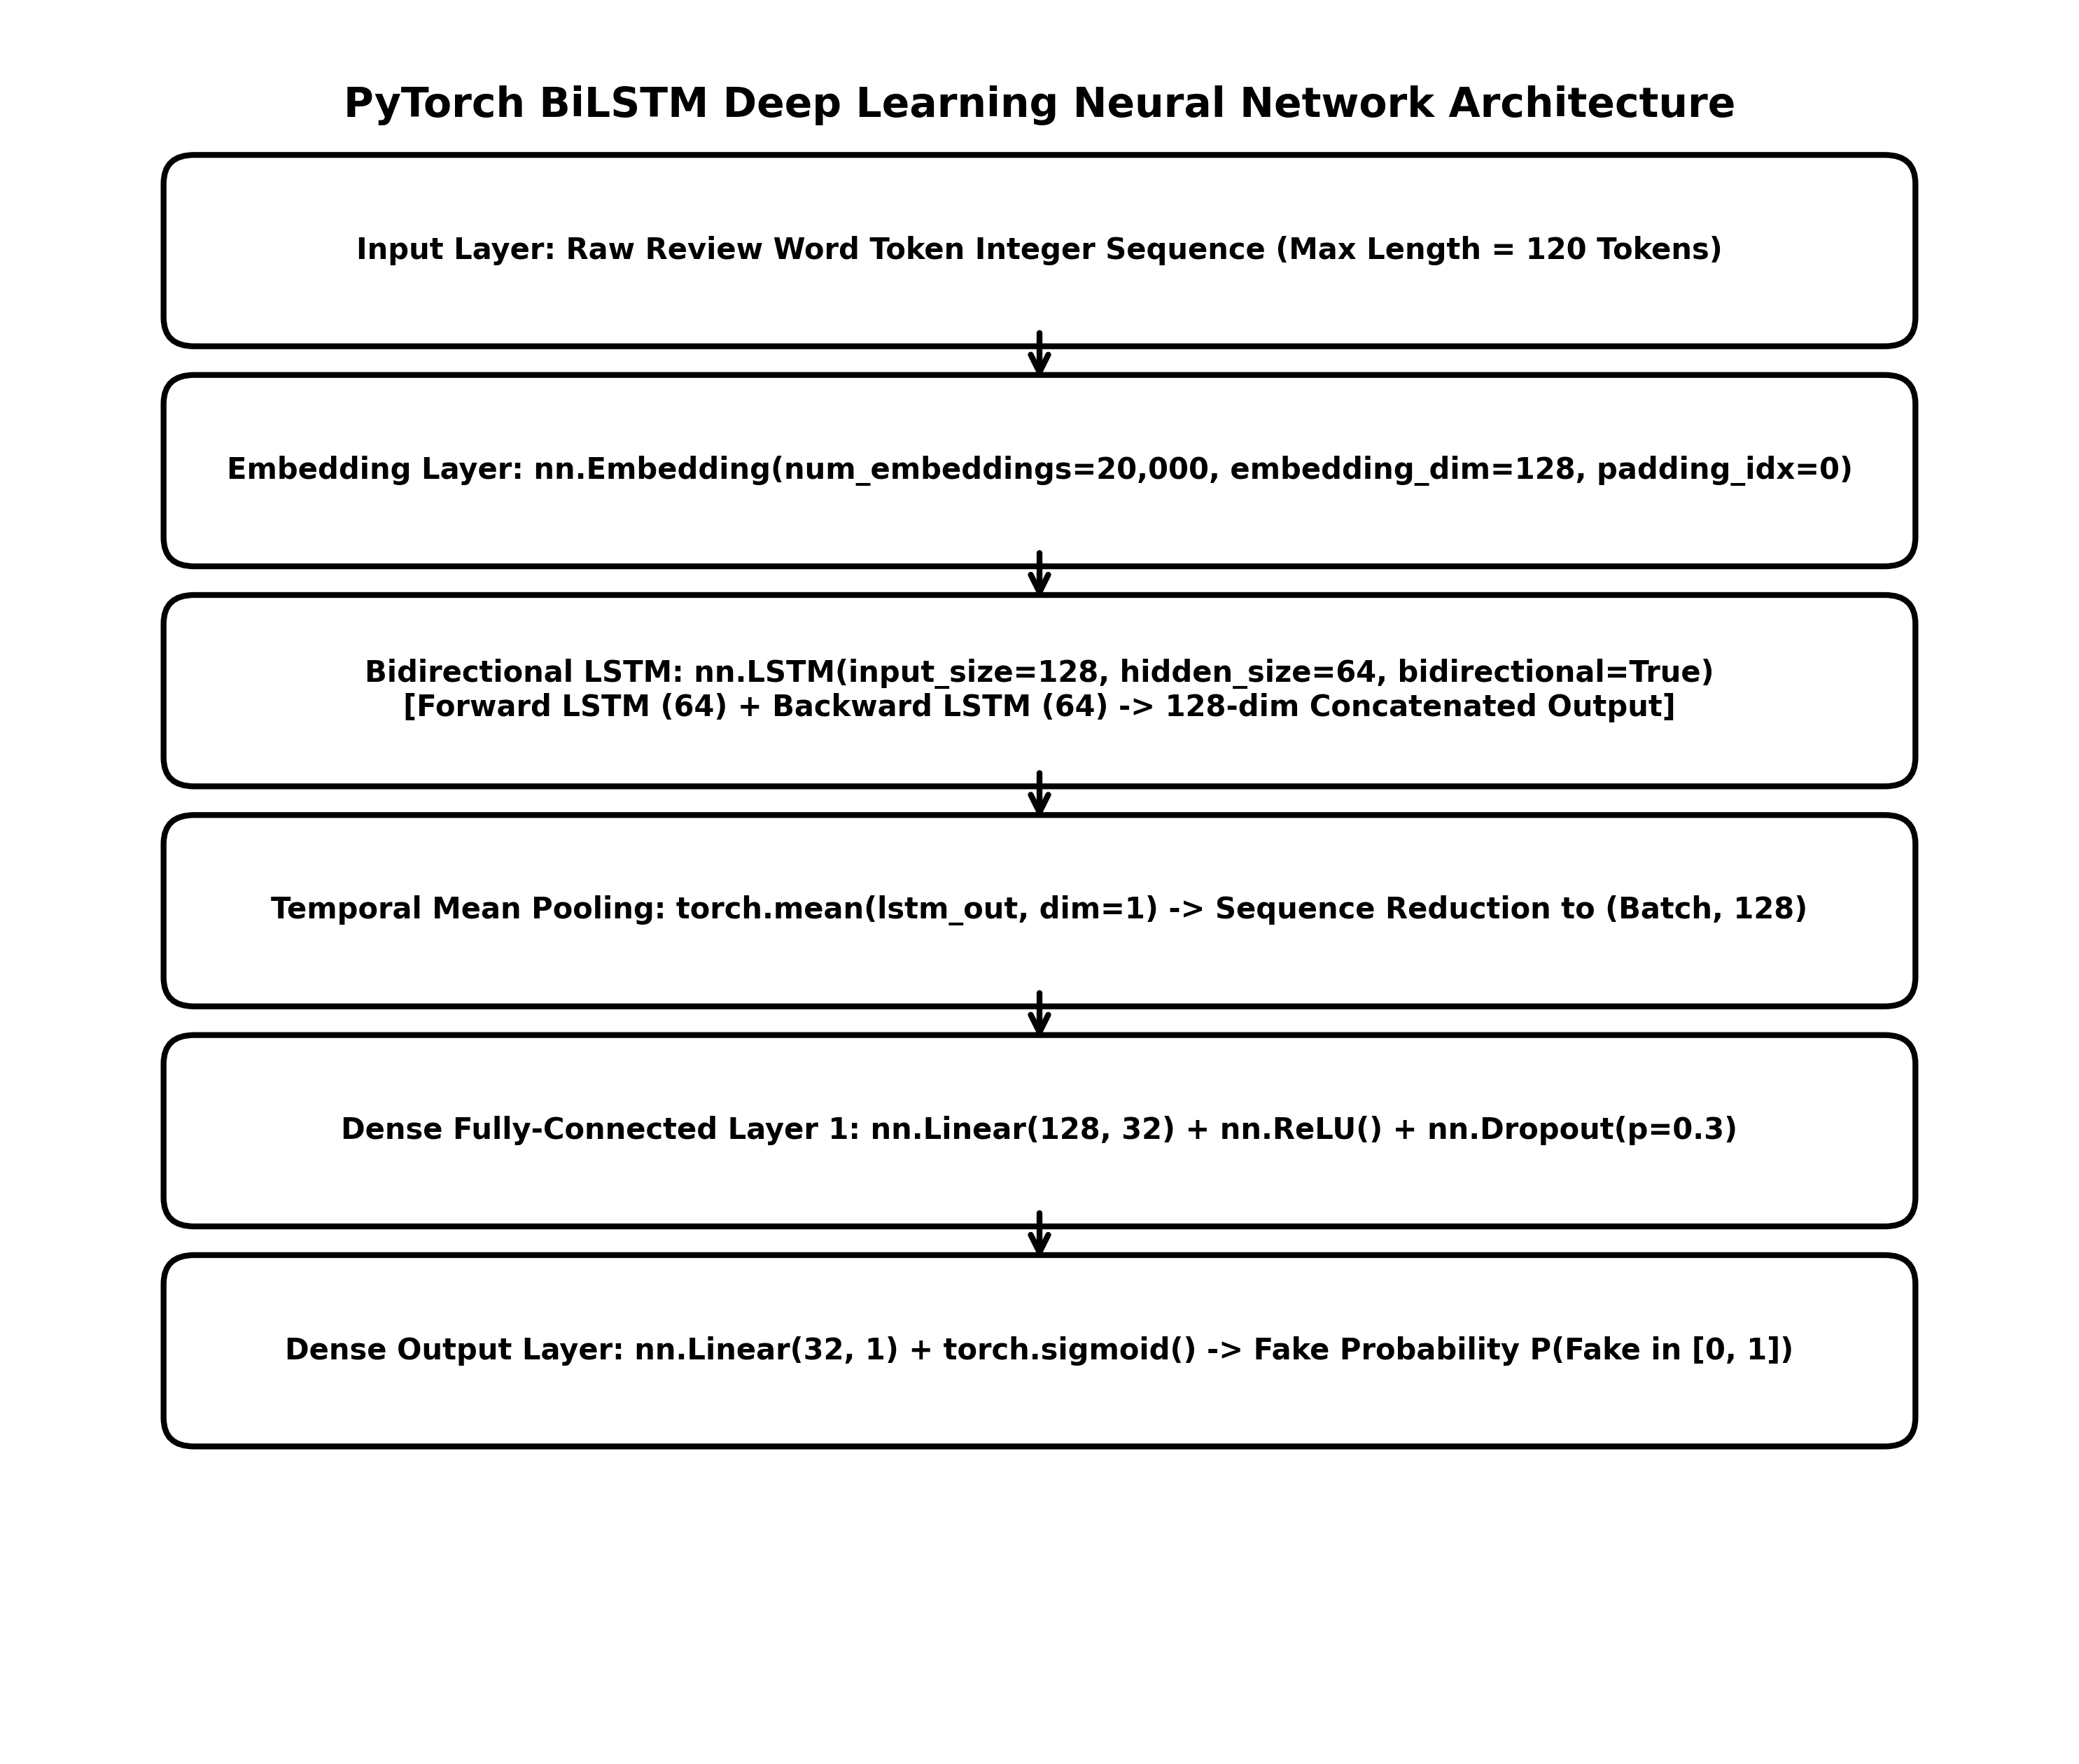 PyTorch BiLSTM Deep Learning Neural Network Architecture
Input Layer: Raw Review Word Token Integer Sequence (Max Length = 120 Tokens)
Embedding Layer: nn.Embedding(num_embeddings=20,000, embedding_dim=128, padding_idx=0)
Bidirectional LSTM: nn.LSTM(input_size=128, hidden_size=64, bidirectional=True)
[Forward LSTM (64) + Backward LSTM (64) -> 128-dim Concatenated Output]
Temporal Mean Pooling: torch.mean(lstm_out, dim=1) -> Sequence Reduction to (Batch, 128)
Dense Fully-Connected Layer 1: nn.Linear(128, 32) + nn.ReLU() + nn.Dropout(p=0.3)
Dense Output Layer: nn.Linear(32, 1) + torch.sigmoid() -> Fake Probability P(Fake in [0, 1])